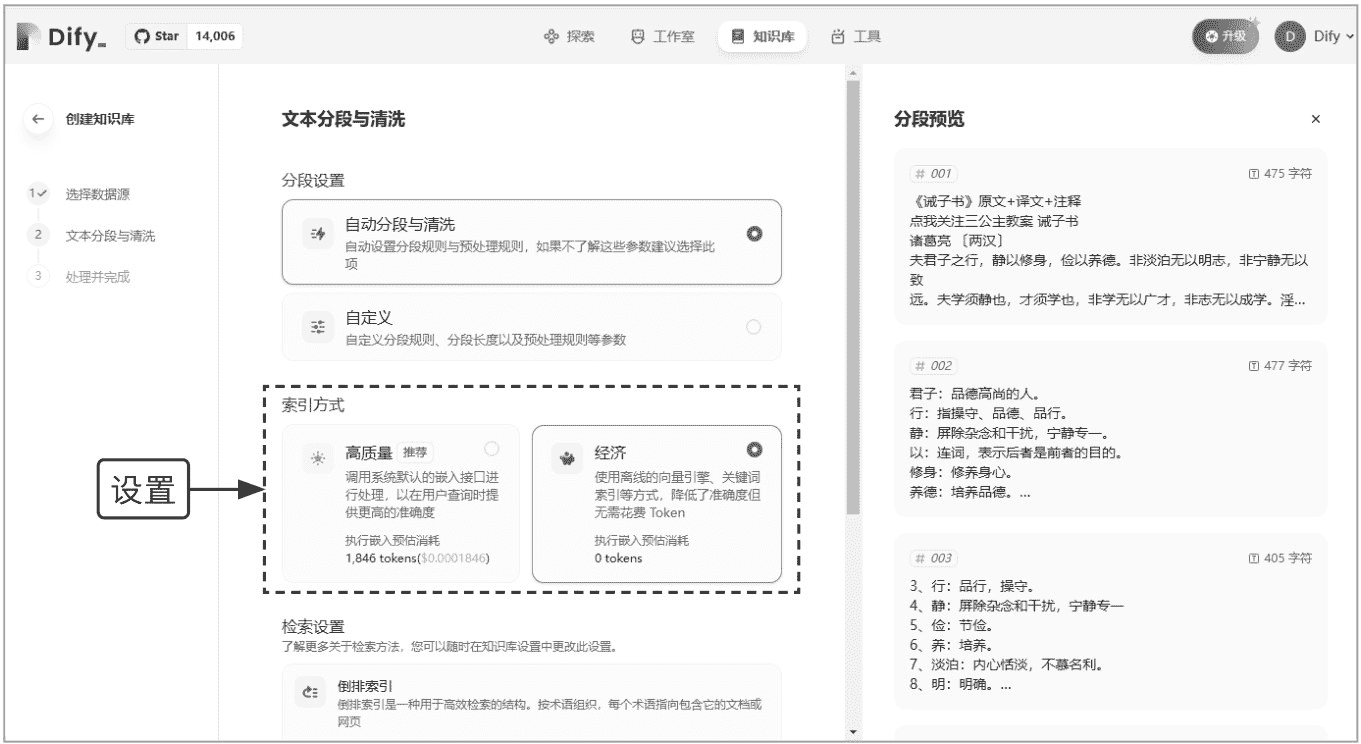 Dify
Star 14,006
探索
工作室
知识库
工具
升级
D Dify
创建知识库
1 选择数据源
2 文本分段与清洗
3 处理并完成
文本分段与清洗
分段设置
自动分段与清洗
自动设置分段规则与预处理规则，如果不了解这些参数建议选择此
项
自定义
自定义分段规则、分段长度以及预处理规则等参数
设置
索引方式
高质量 推荐
调用系统默认的嵌入接口进
行处理，以在用户查询时提
供更高的准确度
执行嵌入预估消耗
1,846 tokens($0.0001846)
经济
使用离线的向量引擎、关键词
索引等方式，降低了准确度但
无需花费 Token
执行嵌入预估消耗
0 tokens
检索设置
了解更多关于检索方法，您可以随时在知识库设置中更改此设置。
倒排索引
倒排索引是一种用于高效检索的结构。按术语组织，每个术语指向包含它的文档或
网页
分段预览
# 001 475 字符
《诫子书》原文+译文+注释
点我关注三公主教案 诫子书
诸葛亮 〔两汉〕
夫君子之行，静以修身，俭以养德。非淡泊无以明志，非宁静无以
致
远。夫学须静也，才须学也，非学无以广才，非志无以成学。淫...
# 002 477 字符
君子：品德高尚的人。
行：指操守、品德、品行。
静：屏除杂念和干扰，宁静专一。
以：连词，表示后者是前者的目的。
修身：修养身心。
养德：培养品德。...
# 003 405 字符
3、行：品行，操守。
4、静：屏除杂念和干扰，宁静专一
5、俭：节俭。
6、养：培养。
7、淡泊：内心恬淡，不慕名利。
8、明：明确。...